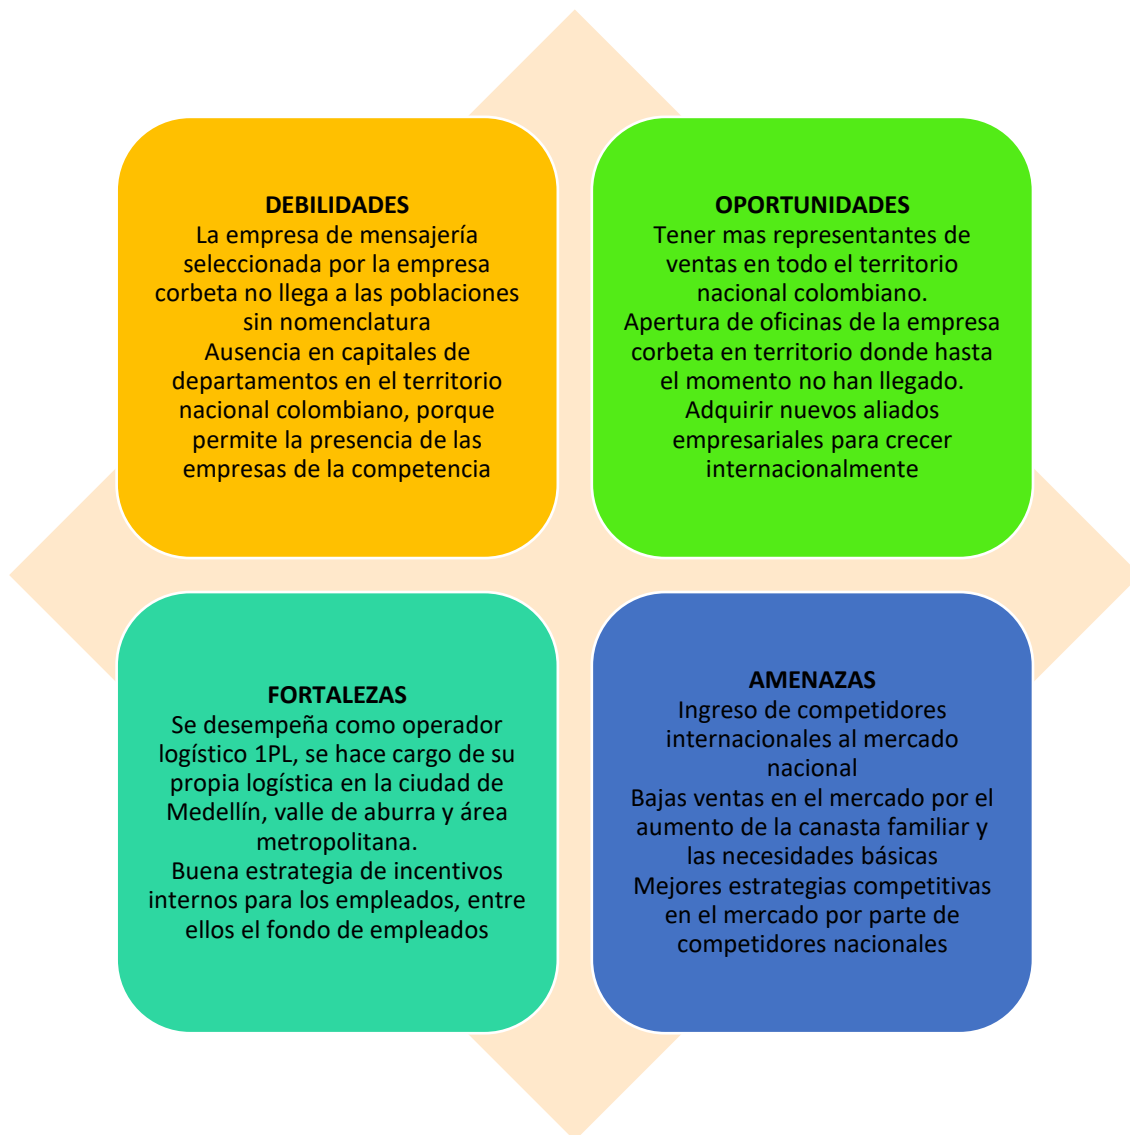 DEBILIDADES
La empresa de mensajería
seleccionada por la empresa
corbeta no llega a las poblaciones
sin nomenclatura
Ausencia en capitales de
departamentos en el territorio
nacional colombiano, porque
permite la presencia de las
empresas de la competencia
OPORTUNIDADES
Tener mas representantes de
ventas en todo el territorio
nacional colombiano.
Apertura de oficinas de la empresa
corbeta en territorio donde hasta
el momento no han llegado.
Adquirir nuevos aliados
empresariales para crecer
internacionalmente
FORTALEZAS
Se desempeña como operador
logístico 1PL, se hace cargo de su
propia logística en la ciudad de
Medellín, valle de aburra y área
metropolitana.
Buena estrategia de incentivos
internos para los empleados, entre
ellos el fondo de empleados
AMENAZAS
Ingreso de competidores
internacionales al mercado
nacional
Bajas ventas en el mercado por el
aumento de la canasta familiar y
las necesidades básicas
Mejores estrategias competitivas
en el mercado por parte de
competidores nacionales